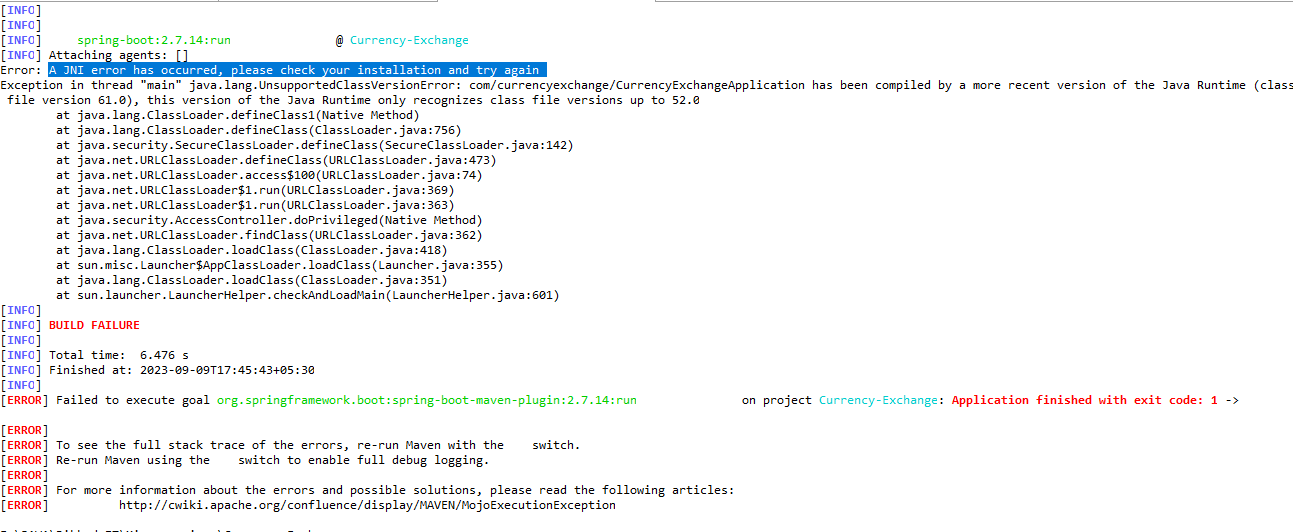 [INFO]
[INFO]
[INFO] spring-boot:2.7.14:run @ Currency-Exchange
[INFO] Attaching agents: []
Error: A JNI error has occurred, please check your installation and try again
Exception in thread "main" java.lang.UnsupportedClassVersionError: com/currencyexchange/CurrencyExchangeApplication has been compiled by a more recent version of the Java Runtime (class
file version 61.0), this version of the Java Runtime only recognizes class file versions up to 52.0
at java.lang.ClassLoader.defineClass1(Native Method)
at java.lang.ClassLoader.defineClass(ClassLoader.java:756)
at java.security.SecureClassLoader.defineClass(SecureClassLoader.java:142)
at java.net.URLClassLoader.defineClass(URLClassLoader.java:473)
at java.net.URLClassLoader.access$100(URLClassLoader.java:74)
at java.net.URLClassLoader$1.run(URLClassLoader.java:369)
at java.net.URLClassLoader$1.run(URLClassLoader.java:363)
at java.security.AccessController.doPrivileged(Native Method)
at java.net.URLClassLoader.findClass(URLClassLoader.java:362)
at java.lang.ClassLoader.loadClass(ClassLoader.java:418)
at sun.misc.Launcher$AppClassLoader.loadClass(Launcher.java:355)
at java.lang.ClassLoader.loadClass(ClassLoader.java:351)
at sun.launcher.LauncherHelper.checkAndLoadMain(LauncherHelper.java:601)
[INFO]
[INFO] BUILD FAILURE
[INFO]
[INFO] Total time:  6.476 s
[INFO] Finished at: 2023-09-09T17:45:43+05:30
[INFO]
[ERROR] Failed to execute goal org.springframework.boot:spring-boot-maven-plugin:2.7.14:run on project Currency-Exchange: Application finished with exit code: 1 ->
[ERROR]
[ERROR] To see the full stack trace of the errors, re-run Maven with the switch.
[ERROR] Re-run Maven using the switch to enable full debug logging.
[ERROR]
[ERROR] For more information about the errors and possible solutions, please read the following articles:
[ERROR] http://cwiki.apache.org/confluence/display/MAVEN/MojoExecutionException